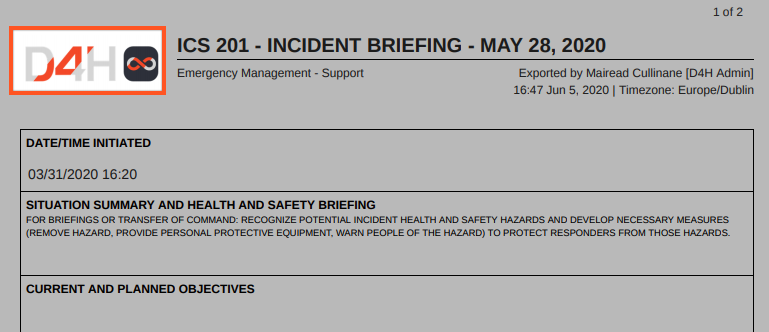 1 of 2
D4H
ICS 201 - INCIDENT BRIEFING - MAY 28, 2020
Emergency Management - Support
Exported by Mairead Cullinane [D4H Admin]
16:47 Jun 5, 2020 | Timezone: Europe/Dublin
DATE/TIME INITIATED
03/31/2020 16:20
SITUATION SUMMARY AND HEALTH AND SAFETY BRIEFING
FOR BRIEFINGS OR TRANSFER OF COMMAND: RECOGNIZE POTENTIAL INCIDENT HEALTH AND SAFETY HAZARDS AND DEVELOP NECESSARY MEASURES
(REMOVE HAZARD, PROVIDE PERSONAL PROTECTIVE EQUIPMENT, WARN PEOPLE OF THE HAZARD) TO PROTECT RESPONDERS FROM THOSE HAZARDS.
CURRENT AND PLANNED OBJECTIVES